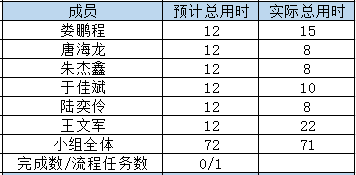 成员 预计总用时 实际总用时
娄鹏程 12 15
唐海龙 12 8
朱杰鑫 12 8
于佳斌 12 10
陆奕伶 12 8
王文军 12 22
小组全体 72 71
完成数/流程任务数 0/1